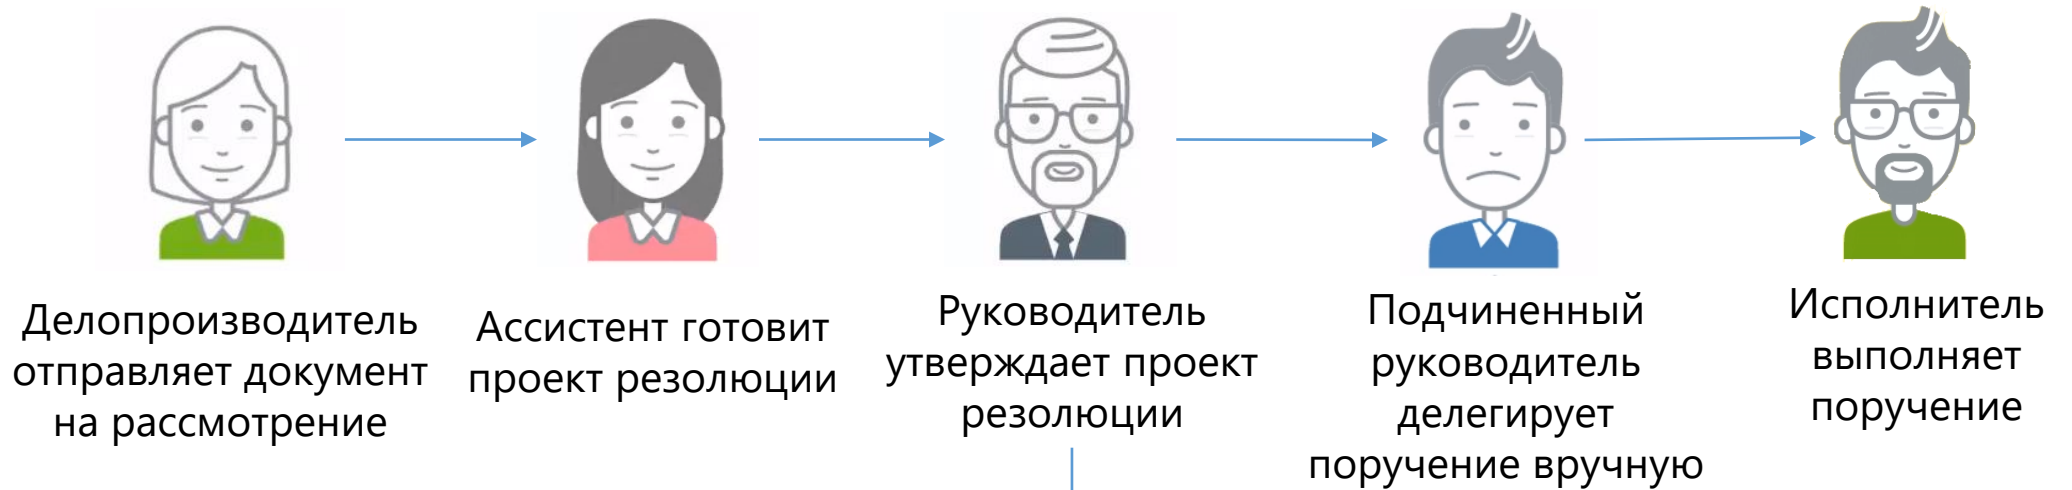 Делопроизводитель
отправляет документ
на рассмотрение
Ассистент готовит
проект резолюции
Руководитель
утверждает проект
резолюции
Подчиненный
руководитель
делегирует
поручение вручную
Исполнитель
выполняет
поручение